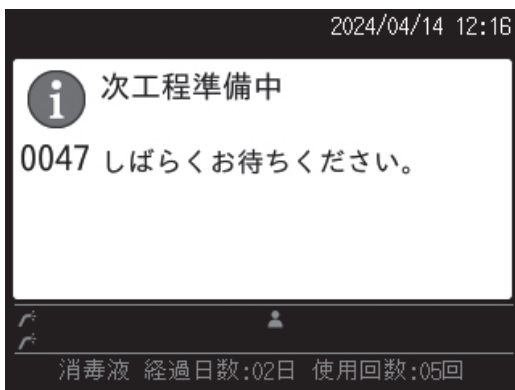 2024/04/14 12:16
次工程準備中
0047 しばらくお待ちください。
消毒液 経過日数:02日 使用回数:05回